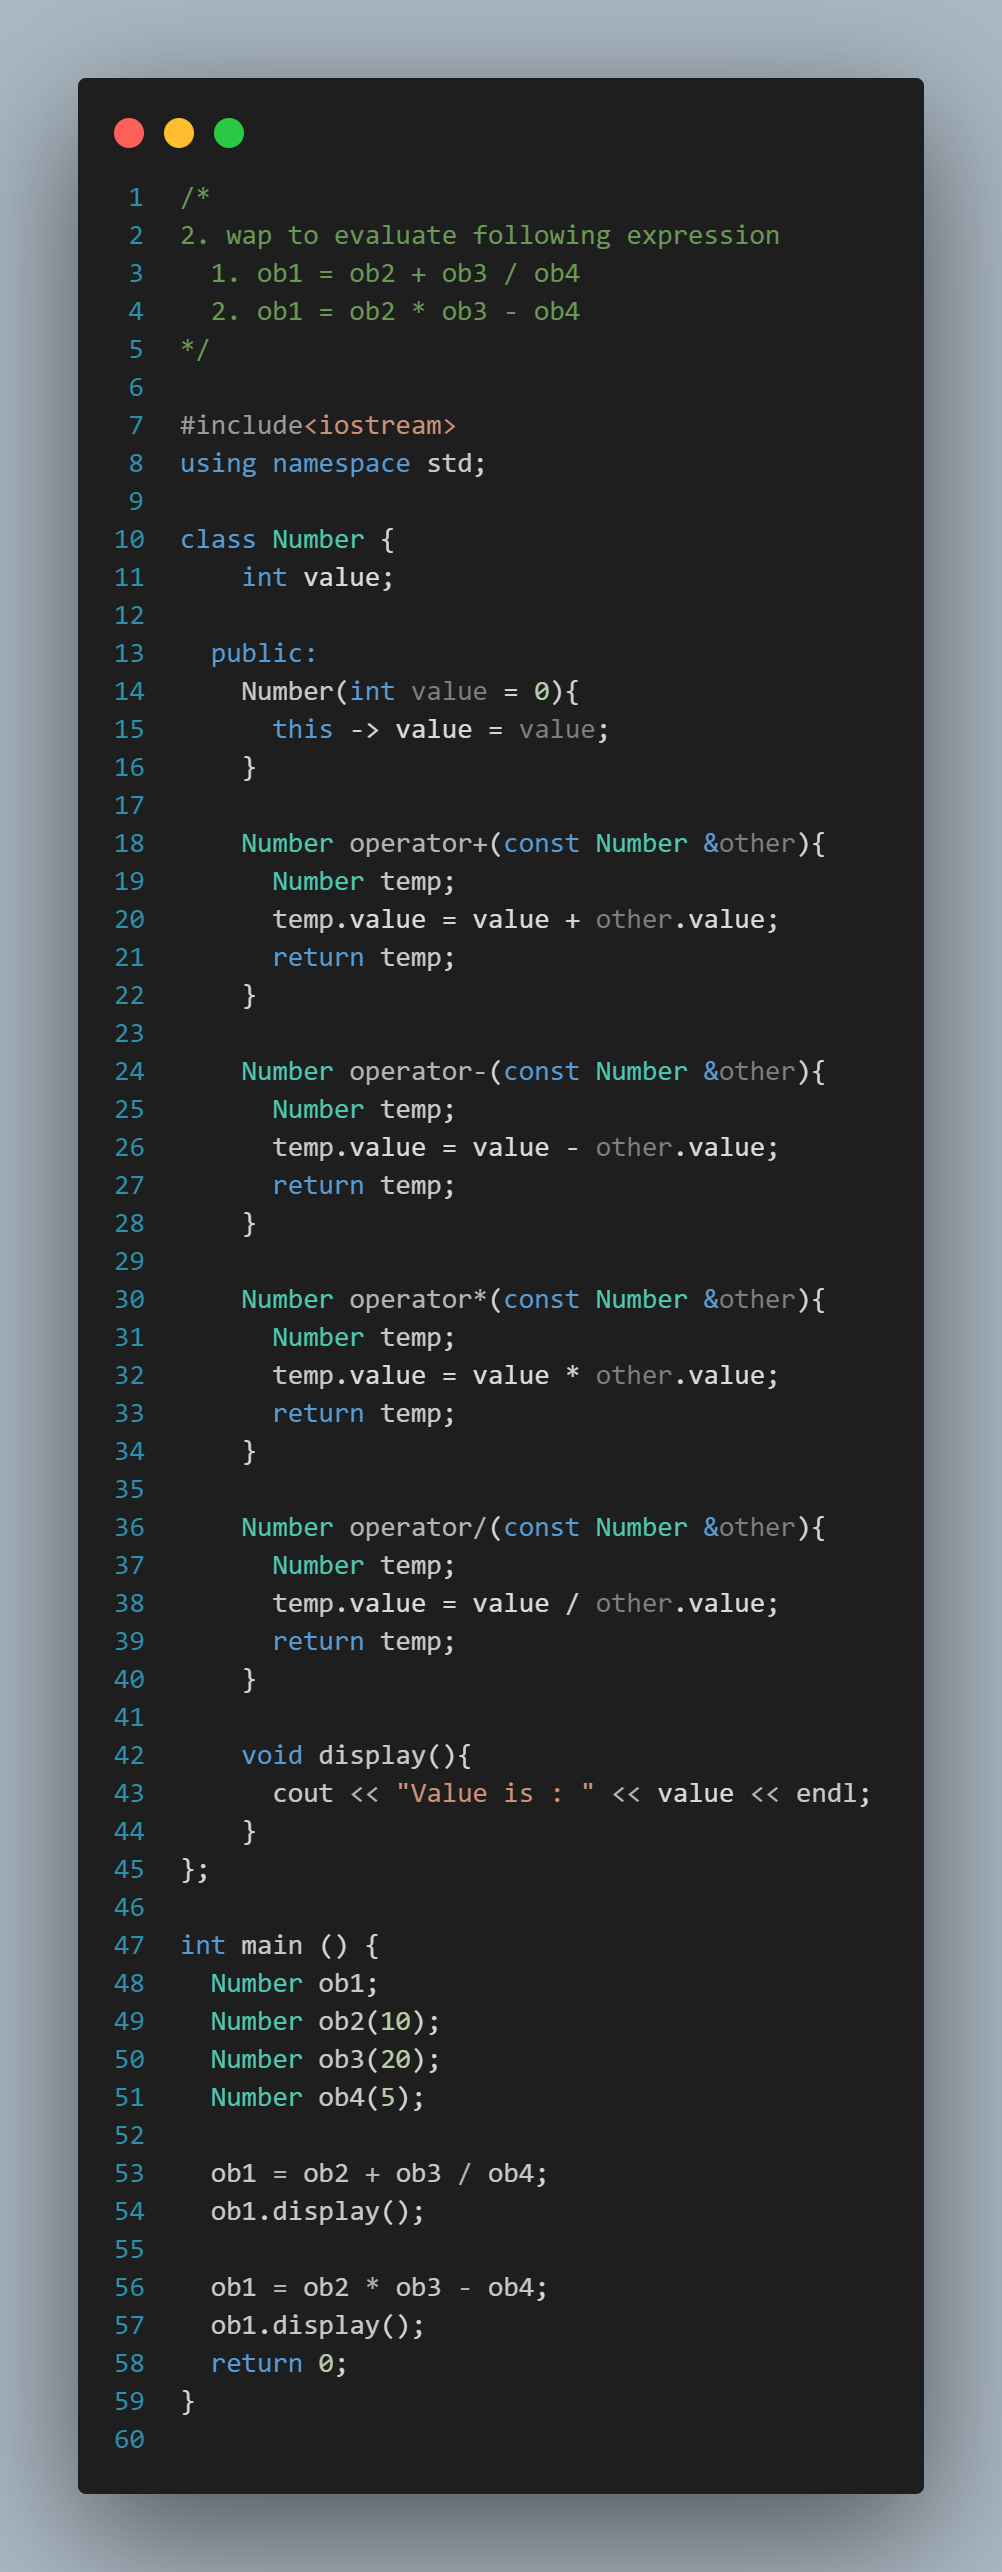 1 /*
2 2. wap to evaluate following expression
3   1. ob1 = ob2 + ob3 / ob4
4   2. ob1 = ob2 * ob3 - ob4
5 */
6
7 #include<iostream>
8 using namespace std;
9
10 class Number {
11     int value;
12
13   public:
14     Number(int value = 0){
15       this -> value = value;
16     }
17
18     Number operator+(const Number &other){
19       Number temp;
20       temp.value = value + other.value;
21       return temp;
22     }
23
24     Number operator-(const Number &other){
25       Number temp;
26       temp.value = value - other.value;
27       return temp;
28     }
29
30     Number operator*(const Number &other){
31       Number temp;
32       temp.value = value * other.value;
33       return temp;
34     }
35
36     Number operator/(const Number &other){
37       Number temp;
38       temp.value = value / other.value;
39       return temp;
40     }
41
42     void display(){
43       cout << "Value is : " << value << endl;
44     }
45 };
46
47 int main () {
48   Number ob1;
49   Number ob2(10);
50   Number ob3(20);
51   Number ob4(5);
52
53   ob1 = ob2 + ob3 / ob4;
54   ob1.display();
55
56   ob1 = ob2 * ob3 - ob4;
57   ob1.display();
58   return 0;
59 }
60